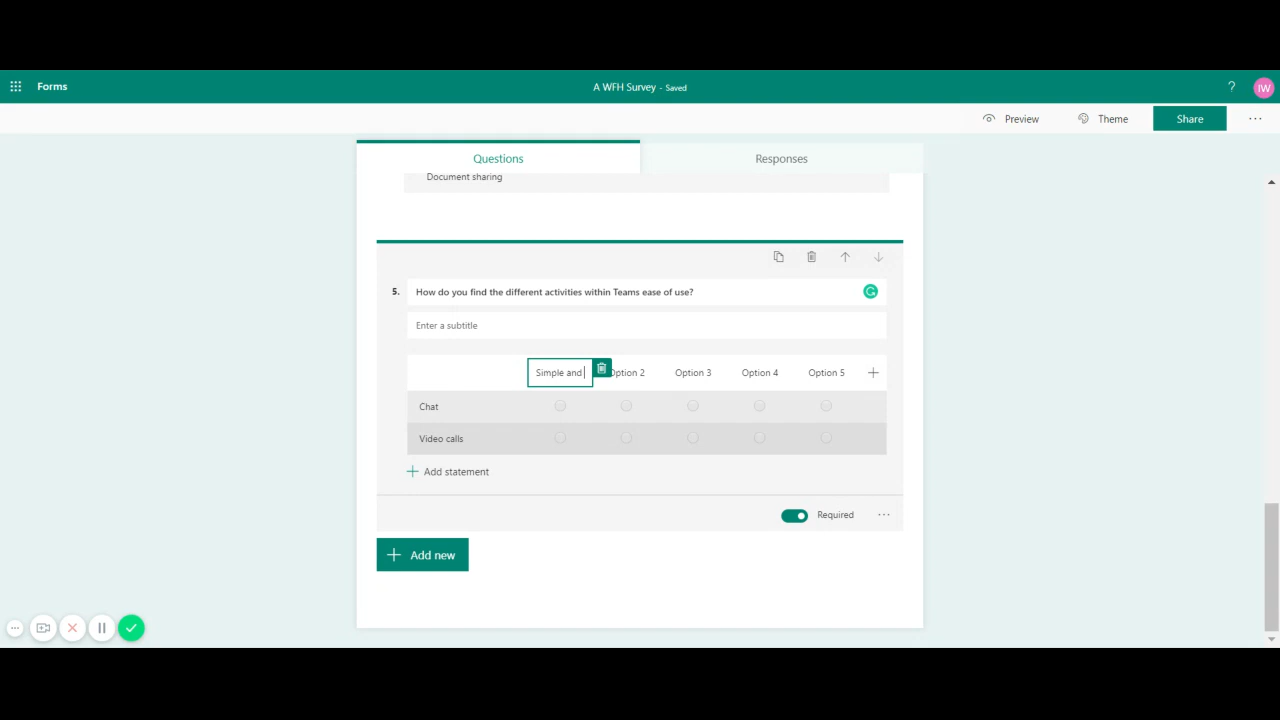 Forms
A WFH Survey - Saved
? IW
Preview Theme Share ...
Questions Responses
Document sharing
5. How do you find the different activities within Teams ease of use?
Enter a subtitle
Simple and Option 2 Option 3 Option 4 Option 5
Chat
Video calls
Add statement
Required ...
Add new